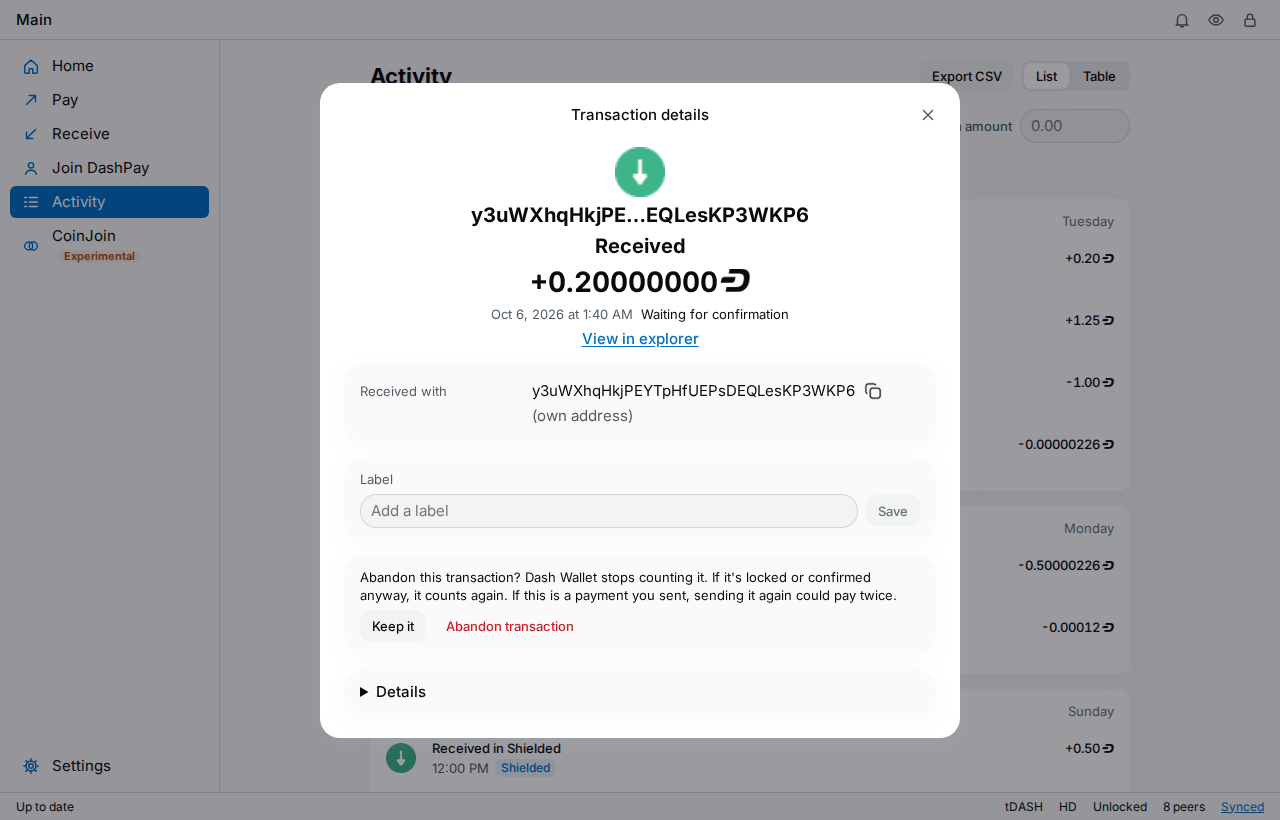 Main
Home
Pay
Receive
Join DashPay
Activity
CoinJoin
Experimental
Settings
Activity
Export CSV
List
Table
amount
0.00
Tuesday
+0.20
+1.25
-1.00
-0.00000226
Monday
-0.50000226
-0.00012
Sunday
Received in Shielded
+0.50
12:00 PM
Shielded
Transaction details
y3uWXhqHkjPE…EQLesKP3WKP6
Received
+0.20000000
Oct 6, 2026 at 1:40 AM Waiting for confirmation
View in explorer
Received with
y3uWXhqHkjPEYTpHfUEPsDEQLesKP3WKP6
(own address)
Label
Add a label
Save
Abandon this transaction? Dash Wallet stops counting it. If it's locked or confirmed
anyway, it counts again. If this is a payment you sent, sending it again could pay twice.
Keep it
Abandon transaction
Details
Up to date
tDASH
HD
Unlocked
8 peers
Synced